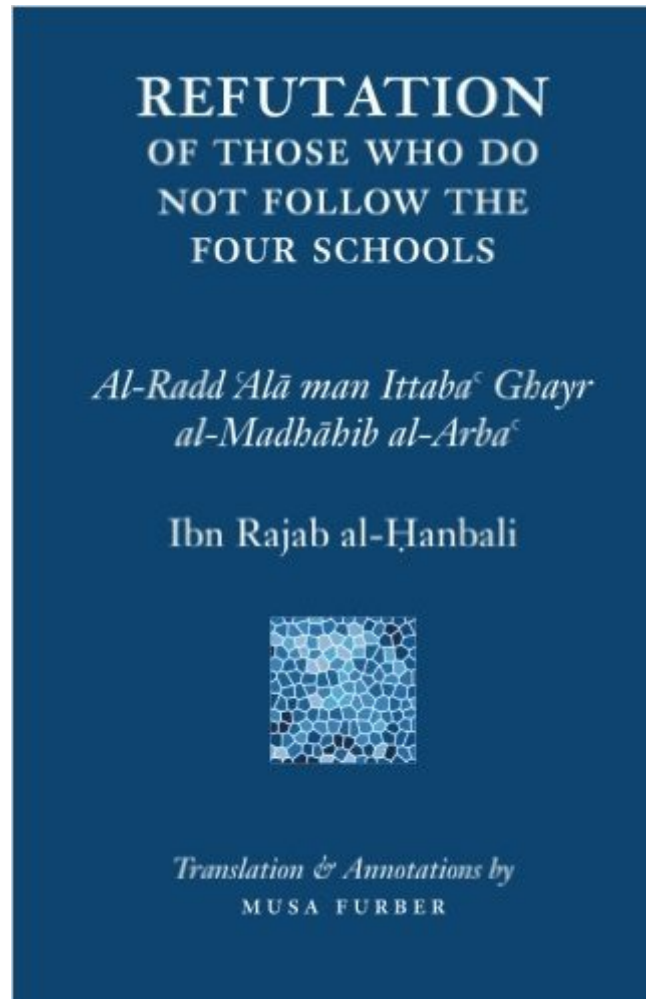 REFUTATION
OF THOSE WHO DO
NOT FOLLOW THE
FOUR SCHOOLS
Al-Radd ʿAlā man Ittabaʿ Ghayr
al-Madhāhib al-Arbaʿ
Ibn Rajab al-Ḥanbali
Translation & Annotations by
MUSA FURBER